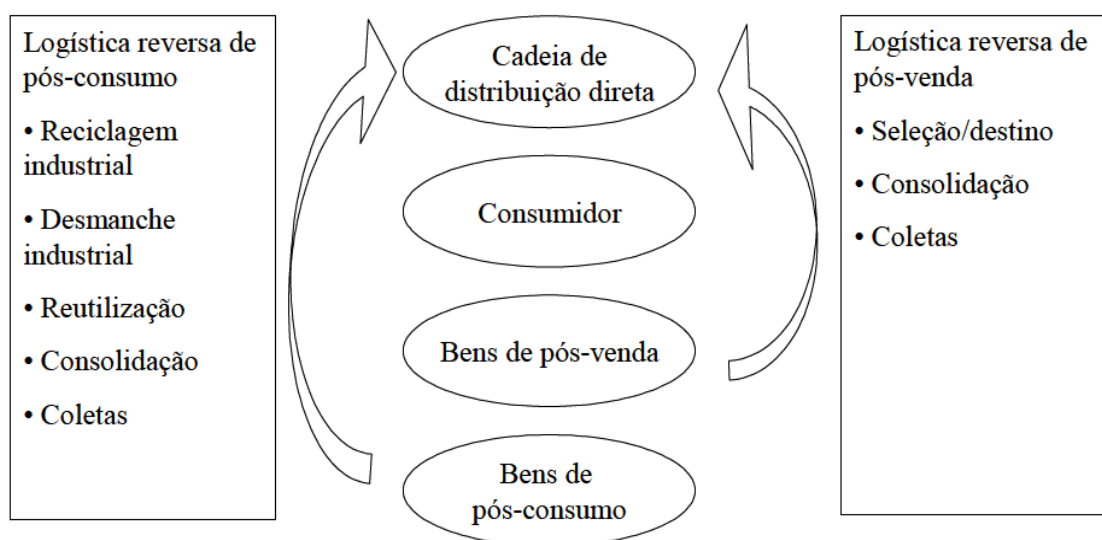 Logística reversa de
pós-consumo
• Reciclagem
industrial
• Desmanche
industrial
• Reutilização
• Consolidação
• Coletas
Cadeia de
distribuição direta
Consumidor
Bens de pós-venda
Bens de
pós-consumo
Logística reversa de
pós-venda
• Seleção/destino
• Consolidação
• Coletas